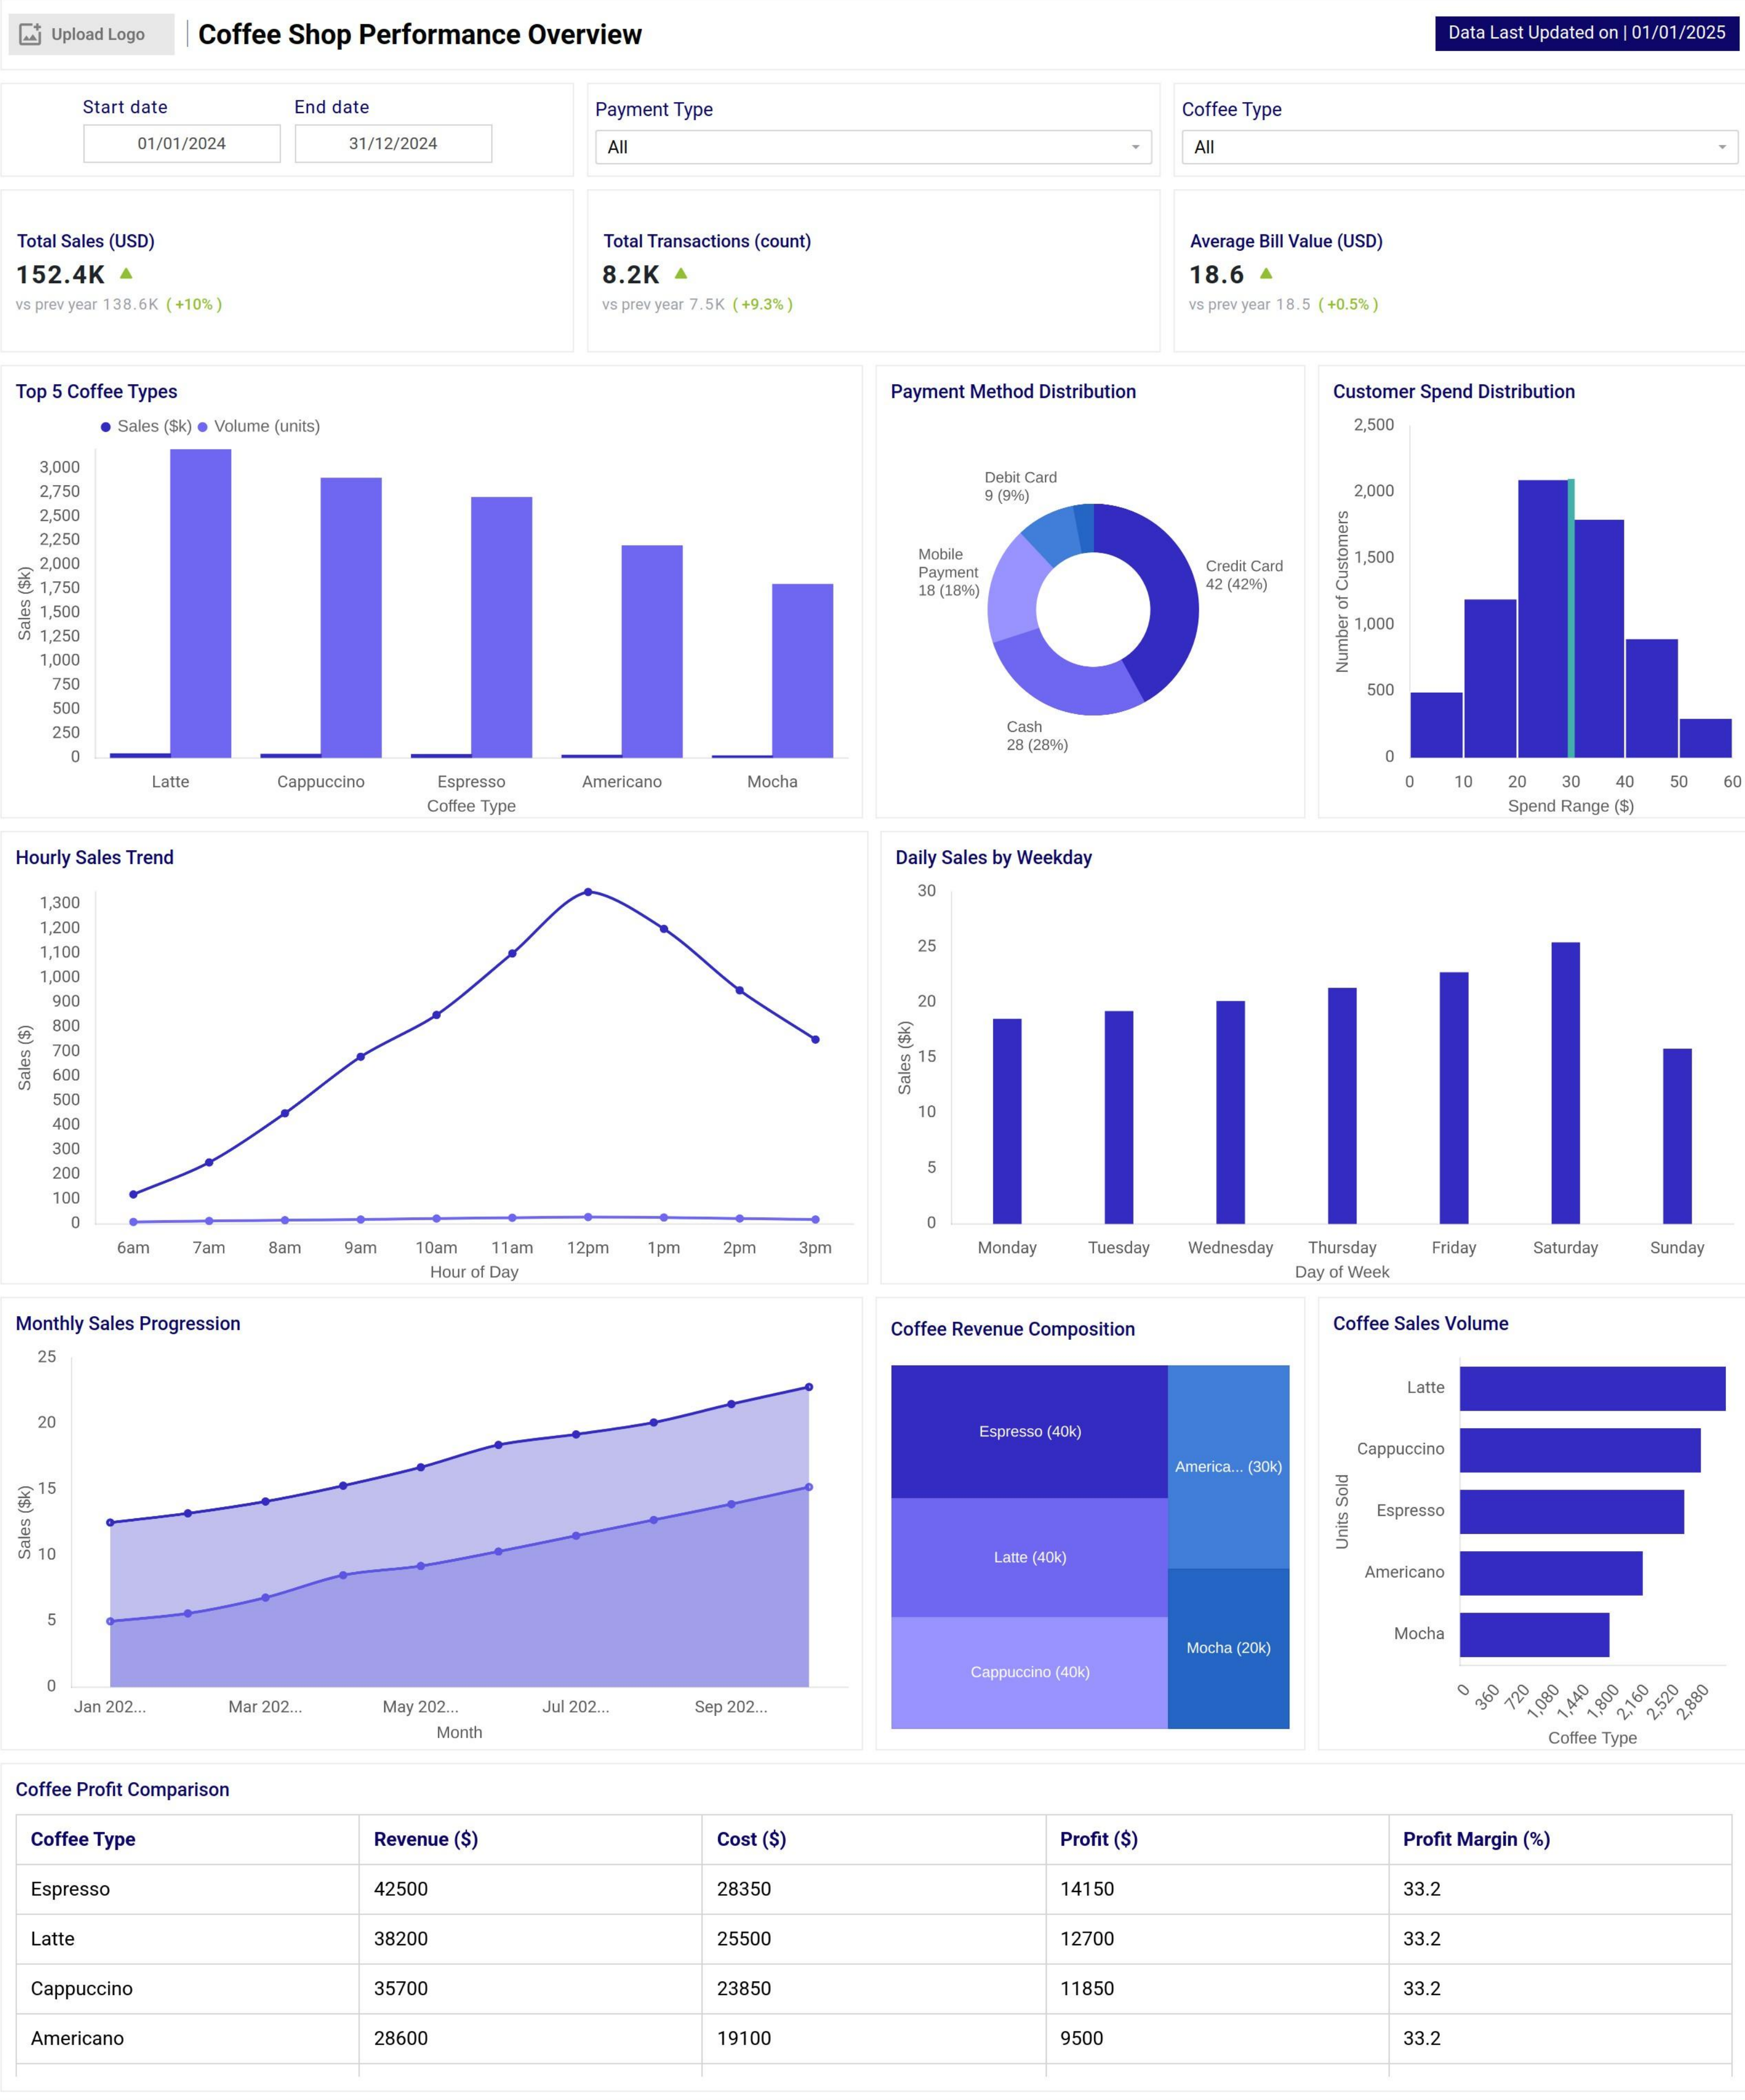 Upload Logo
Coffee Shop Performance Overview
Data Last Updated on | 01/01/2025
Start date
End date
01/01/2024
31/12/2024
Payment Type
All
Coffee Type
All
Total Sales (USD)
152.4K
vs prev year 138.6K (+10%)
Total Transactions (count)
8.2K
vs prev year 7.5K (+9.3%)
Average Bill Value (USD)
18.6
vs prev year 18.5 (+0.5%)
Top 5 Coffee Types
Sales ($k) Volume (units)
3,000
2,750
2,500
2,250
2,000
1,750
1,500
1,250
1,000
750
500
250
0
Sales ($k)
Latte Cappuccino Espresso Americano Mocha
Coffee Type
Payment Method Distribution
Debit Card
9 (9%)
Mobile
Payment
18 (18%)
Credit Card
42 (42%)
Cash
28 (28%)
Customer Spend Distribution
2,500
2,000
1,500
1,000
500
0
Number of Customers
0 10 20 30 40 50 60
Spend Range ($)
Hourly Sales Trend
1,300
1,200
1,100
1,000
900
800
700
600
500
400
300
200
100
0
Sales ($)
6am 7am 8am 9am 10am 11am 12pm 1pm 2pm 3pm
Hour of Day
Daily Sales by Weekday
30
25
20
15
10
5
0
Sales ($k)
Monday Tuesday Wednesday Thursday Friday Saturday Sunday
Day of Week
Monthly Sales Progression
25
20
15
10
5
0
Sales ($k)
Jan 202... Mar 202... May 202... Jul 202... Sep 202...
Month
Coffee Revenue Composition
Espresso (40k)
Latte (40k)
Cappuccino (40k)
America... (30k)
Mocha (20k)
Coffee Sales Volume
Latte
Cappuccino
Espresso
Americano
Mocha
Units Sold
0 360 720 1,080 1,440 1,800 2,160 2,520 2,880
Coffee Type
Coffee Profit Comparison
Coffee Type Revenue ($) Cost ($) Profit ($) Profit Margin (%)
Espresso 42500 28350 14150 33.2
Latte 38200 25500 12700 33.2
Cappuccino 35700 23850 11850 33.2
Americano 28600 19100 9500 33.2